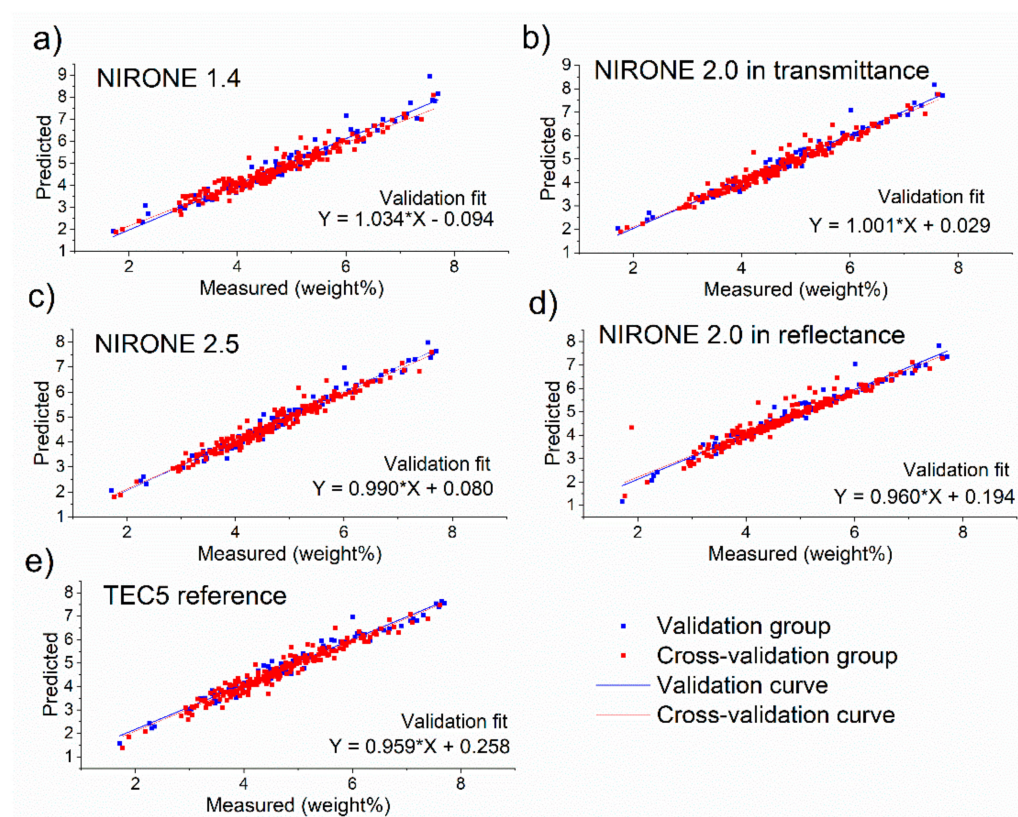 a)
NIRONE 1.4
9
8
7
6
5
4
3
2
1
Predicted
Validation fit
Y = 1.034*X - 0.094
2 4 6 8
Measured (weight%)
b)
NIRONE 2.0 in transmittance
9
8
7
6
5
4
3
2
1
Predicted
Validation fit
Y = 1.001*X + 0.029
2 4 6 8
Measured (weight%)
c)
NIRONE 2.5
8
7
6
5
4
3
2
1
Predicted
Validation fit
Y = 0.990*X + 0.080
2 4 6 8
Measured (weight%)
d)
NIRONE 2.0 in reflectance
8
7
6
5
4
3
2
1
Predicted
Validation fit
Y = 0.960*X + 0.194
2 4 6 8
Measured (weight%)
e)
TEC5 reference
8
7
6
5
4
3
2
1
Predicted
Validation fit
Y = 0.959*X + 0.258
2 4 6 8
Measured (weight%)
Validation group
Cross-validation group
Validation curve
Cross-validation curve